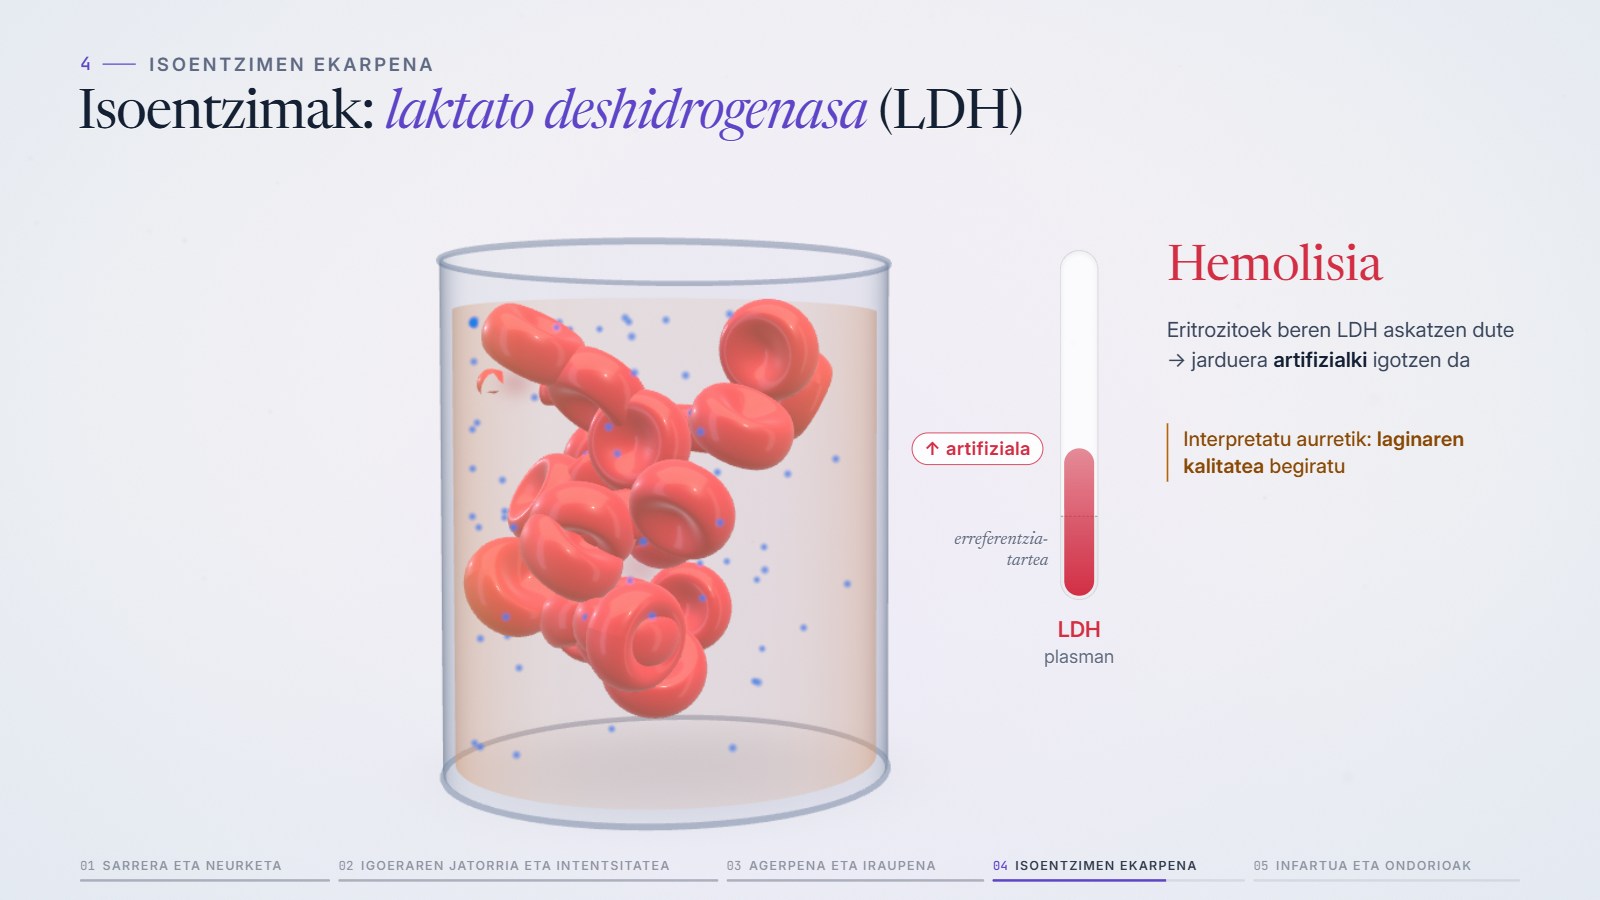 4 — ISOENTZIMEN EKARPENA
Isoentzimak: laktato deshidrogenasa (LDH)
Hemolisia
Eritrozitoek beren LDH askatzen dute
→ jarduera artifizialki igotzen da
Interpretatu aurretik: laginaren
kalitatea begiratu
↑ artifiziala
erreferentzia-
tartea
LDH
plasman
01 SARRERA ETA NEURKETA
02 IGOERAREN JATORRIA ETA INTENTSITATEA
03 AGERPENA ETA IRAUPENA
04 ISOENTZIMEN EKARPENA
05 INFARTUA ETA ONDORIOAK